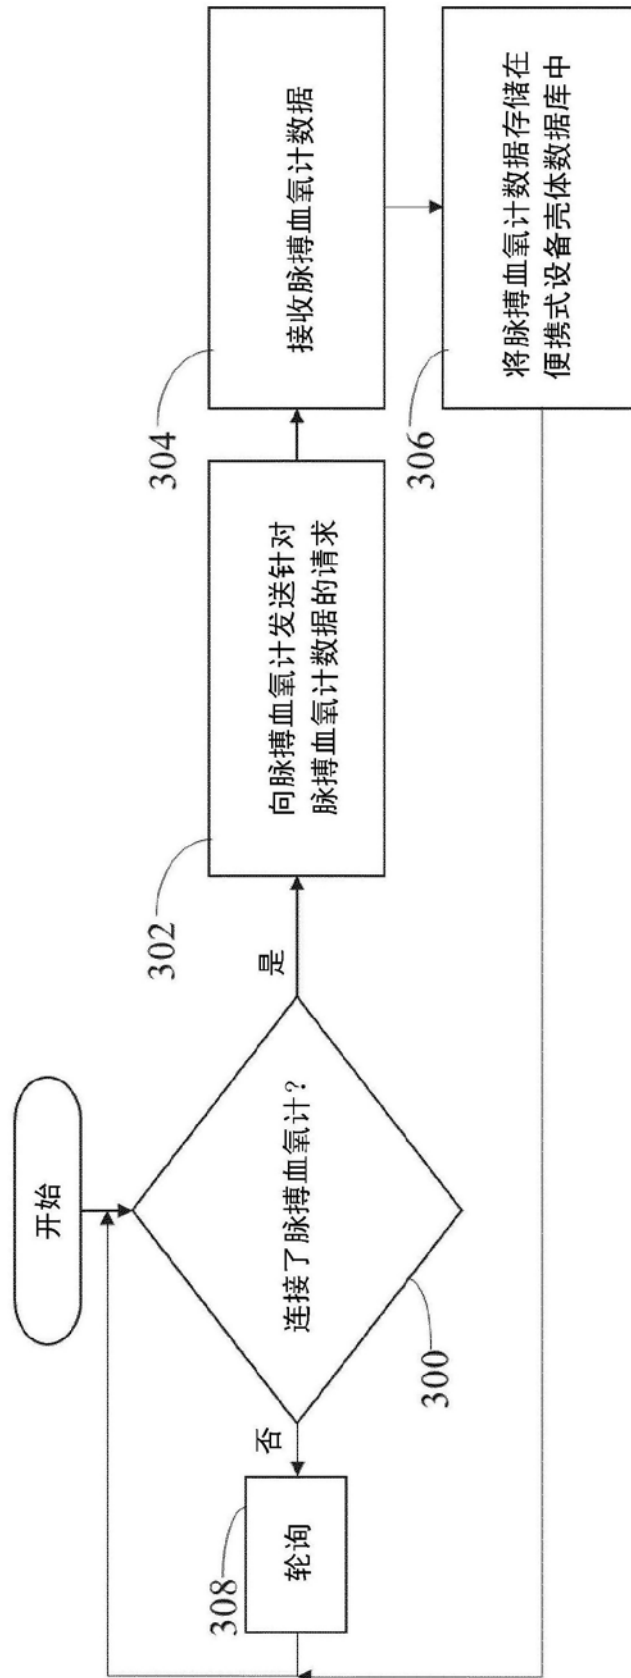 开始
连接了脉搏血氧计？
300
否
轮询
308
是
向脉搏血氧计发送针对
脉搏血氧计数据的请求
302
接收脉搏血氧计数据
304
将脉搏血氧计数据存储在
便携式设备壳体数据库中
306